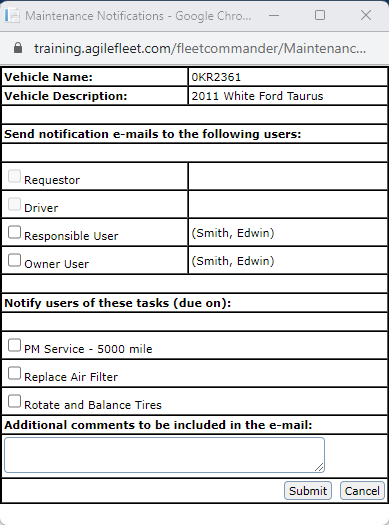 Maintenance Notifications - Google Chro...
training.agilefleet.com/fleetcommander/Maintenanc...
Vehicle Name: 0KR2361
Vehicle Description: 2011 White Ford Taurus
Send notification e-mails to the following users:
Requestor
Driver
Responsible User (Smith, Edwin)
Owner User (Smith, Edwin)
Notify users of these tasks (due on):
PM Service - 5000 mile
Replace Air Filter
Rotate and Balance Tires
Additional comments to be included in the e-mail:
Submit Cancel